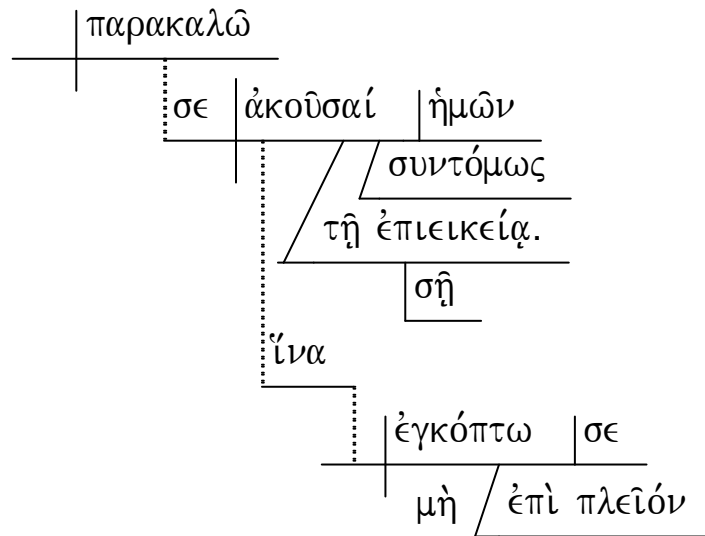 παρακαλῶ
σε ἀκοῦσαί ἡμῶν
συντόμως
τῇ ἐπιεικείᾳ.
σῇ
ἵνα
ἐγκόπτω σε
μὴ ἐπὶ πλεῖόν